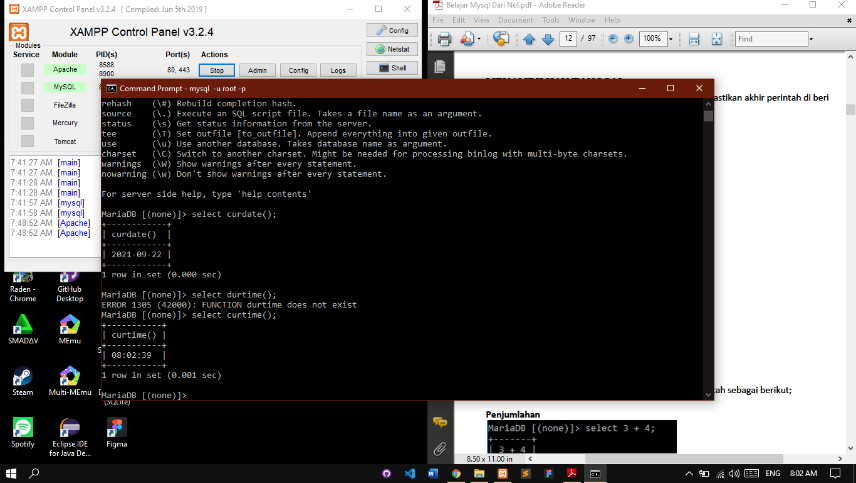 XAMPP Control Panel v3.2.4 [ Compiled: Jun 5th 2019 ]
XAMPP Control Panel v3.2.4
Config
Netstat
Shell
Modules
Service Module PID(s) Port(s) Actions
Apache 8588 8900 80, 443 Stop Admin Config Logs
MySQL
FileZilla
Mercury
Tomcat
7:41:27 AM [main]
7:41:27 AM [main]
7:41:28 AM [main]
7:41:28 AM [main]
7:41:57 AM [mysql]
7:41:58 AM [mysql]
7:48:52 AM [Apache]
7:48:52 AM [Apache]
Belajar Mysql Dari Nol.pdf - Adobe Reader
File Edit View Document Tools Window Help
12 / 97 100% Find
astikan akhir perintah di beri
Command Prompt - mysql -u root -p
rehash (\#) Rebuild completion hash.
source (\.) Execute an SQL script file. Takes a file name as an argument.
status (\s) Get status information from the server.
tee (\T) Set outfile [to_outfile]. Append everything into given outfile.
use (\u) Use another database. Takes database name as argument.
charset (\C) Switch to another charset. Might be needed for processing binlog with multi-byte charsets.
warnings (\W) Show warnings after every statement.
nowarning (\w) Don't show warnings after every statement.
For server side help, type 'help contents'
MariaDB [(none)]> select curdate();
+------------+
| curdate() |
+------------+
| 2021-09-22 |
+------------+
1 row in set (0.000 sec)
MariaDB [(none)]> select durtime();
ERROR 1305 (42000): FUNCTION durtime does not exist
MariaDB [(none)]> select curtime();
+-----------+
| curtime() |
+-----------+
| 08:02:39 |
+-----------+
1 row in set (0.001 sec)
MariaDB [(none)]>
ah sebagai berikut;
Penjumlahan
MariaDB [(none)]> select 3 + 4;
+-------+
| 3 + 4 |
8.50 x 11.00 in
Raden - Chrome
GitHub Desktop
SMADΔV
MEmu
Steam
Multi-MEmu
(SQLite)
Spotify
Eclipse IDE for Java De...
Figma
ENG 8:02 AM